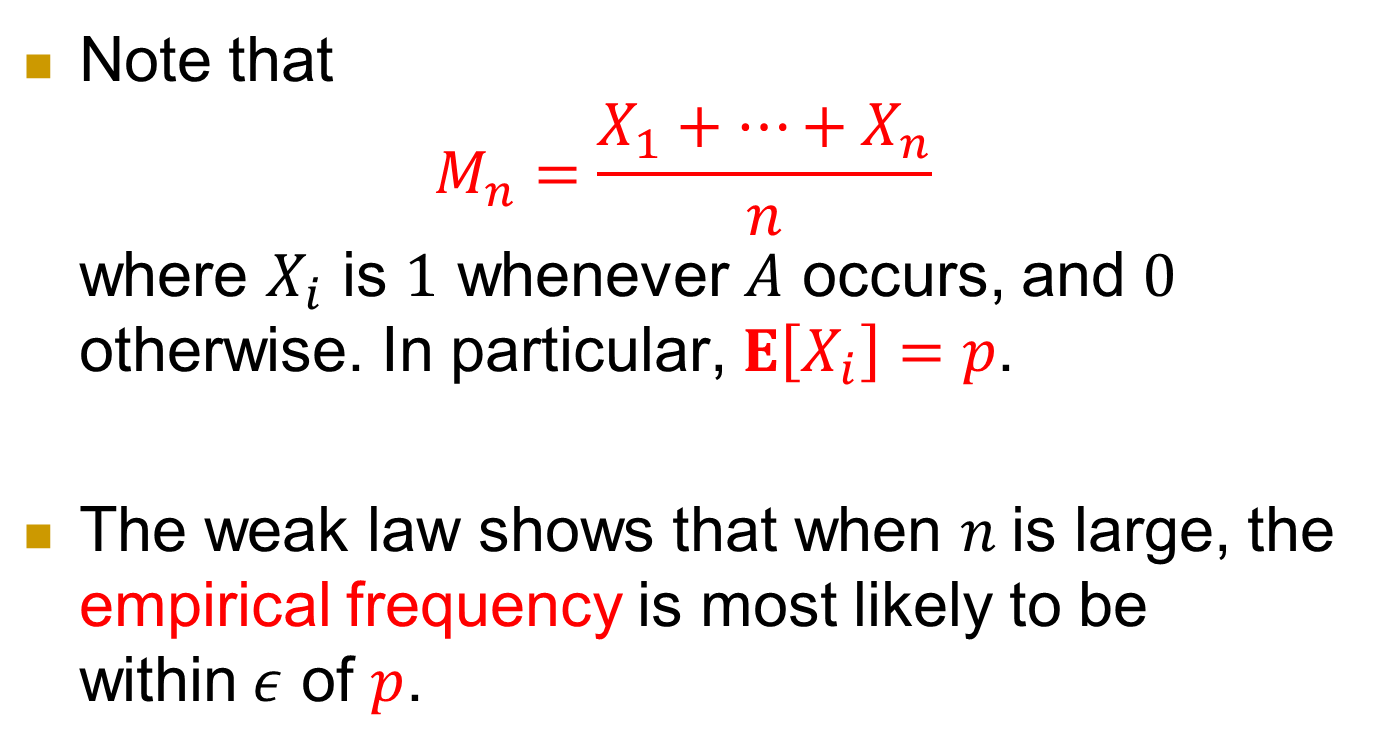 Note that
M_n = \frac{X_1 + ⋯ + X_n}{n}
where X_i is 1 whenever A occurs, and 0
otherwise. In particular, E[X_i] = p.
The weak law shows that when n is large, the
empirical frequency is most likely to be
within ϵ of p.